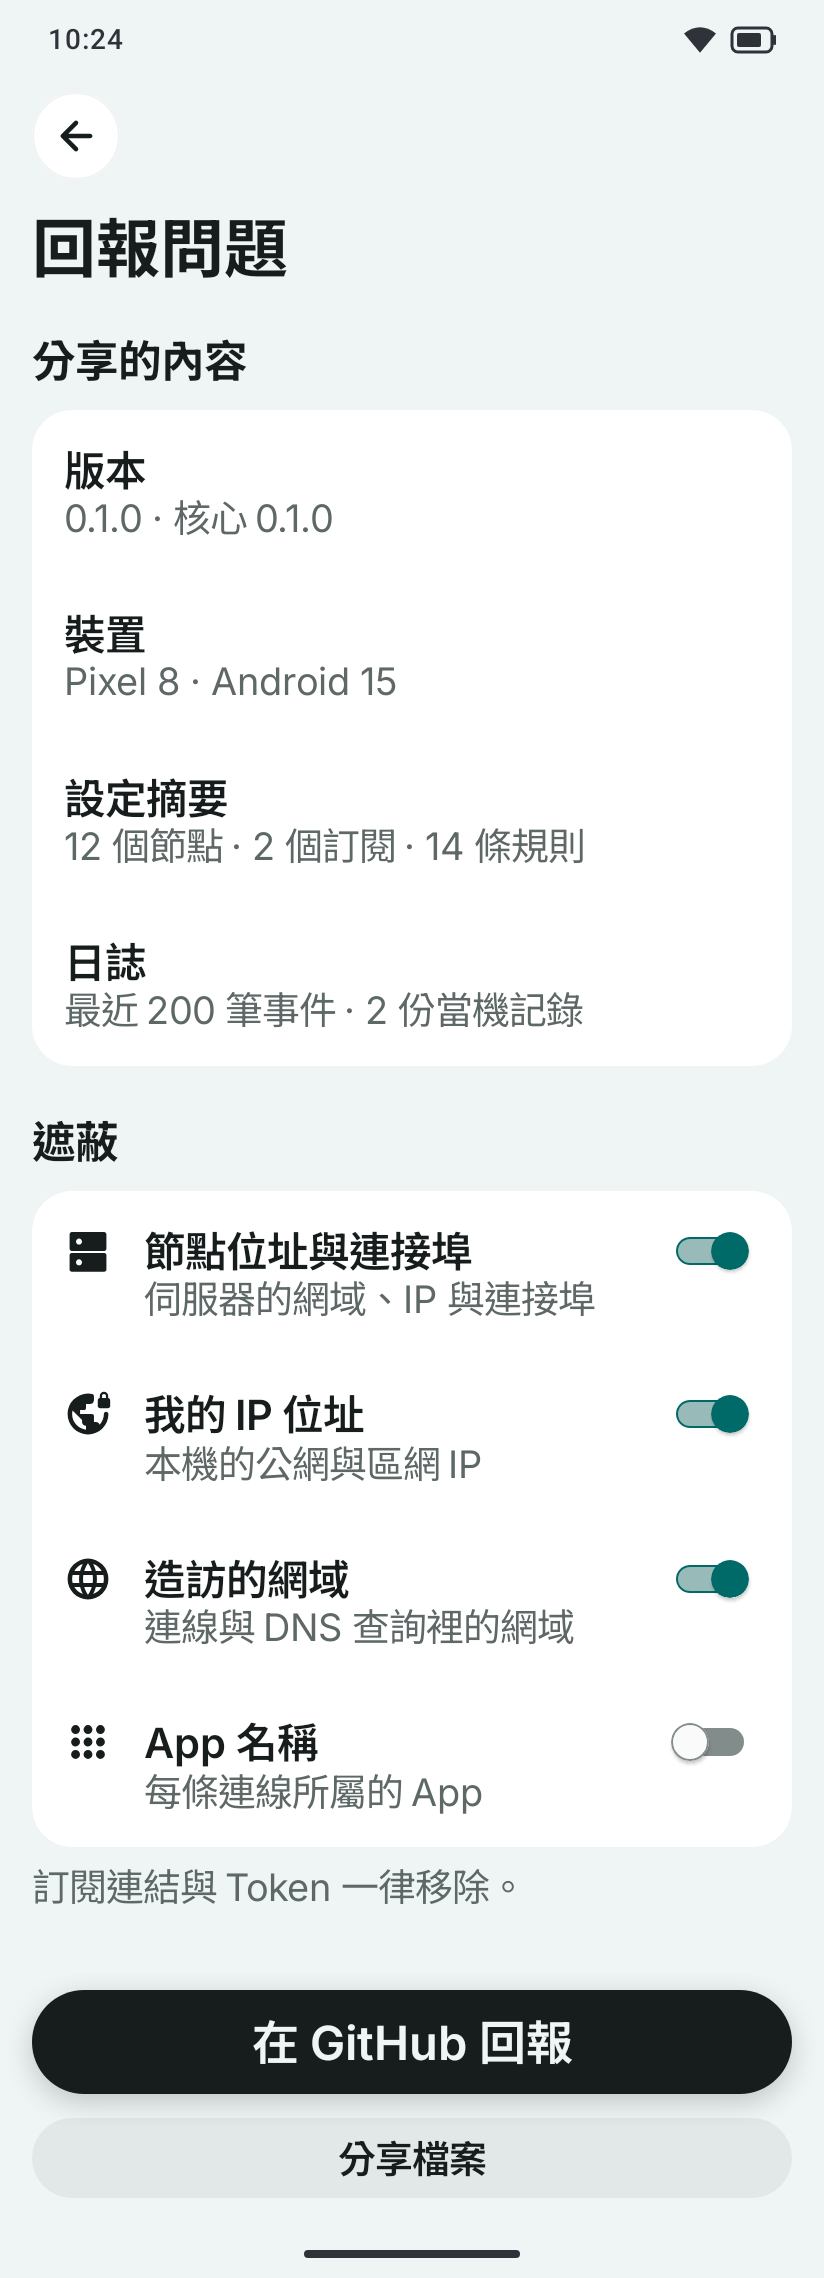 10:24
回報問題
分享的內容
版本
0.1.0 · 核心 0.1.0
裝置
Pixel 8 · Android 15
設定摘要
12 個節點 · 2 個訂閱 · 14 條規則
日誌
最近 200 筆事件 · 2 份當機記錄
遮蔽
節點位址與連接埠
伺服器的網域、IP 與連接埠
我的 IP 位址
本機的公網與區網 IP
造訪的網域
連線與 DNS 查詢裡的網域
App 名稱
每條連線所屬的 App
訂閱連結與 Token 一律移除。
在 GitHub 回報
分享檔案